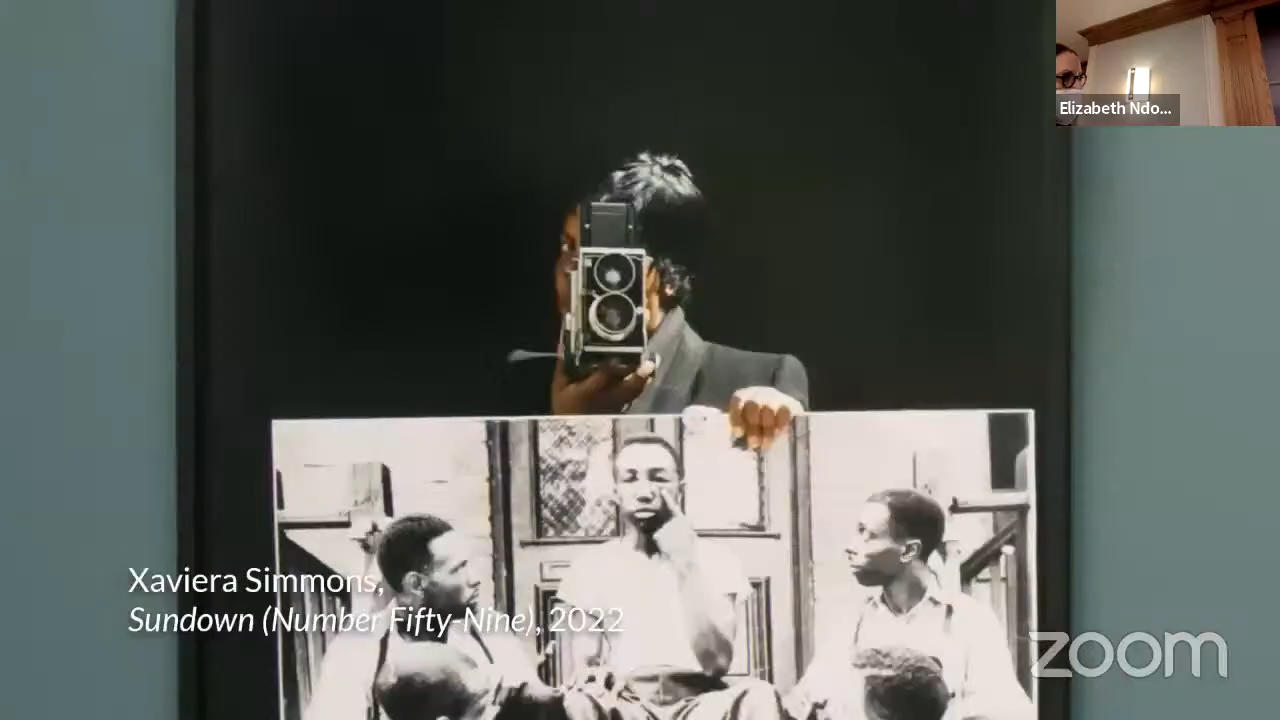 Elizabeth Ndo...
Xaviera Simmons,
Sundown (Number Fifty-Nine), 2022
zoom